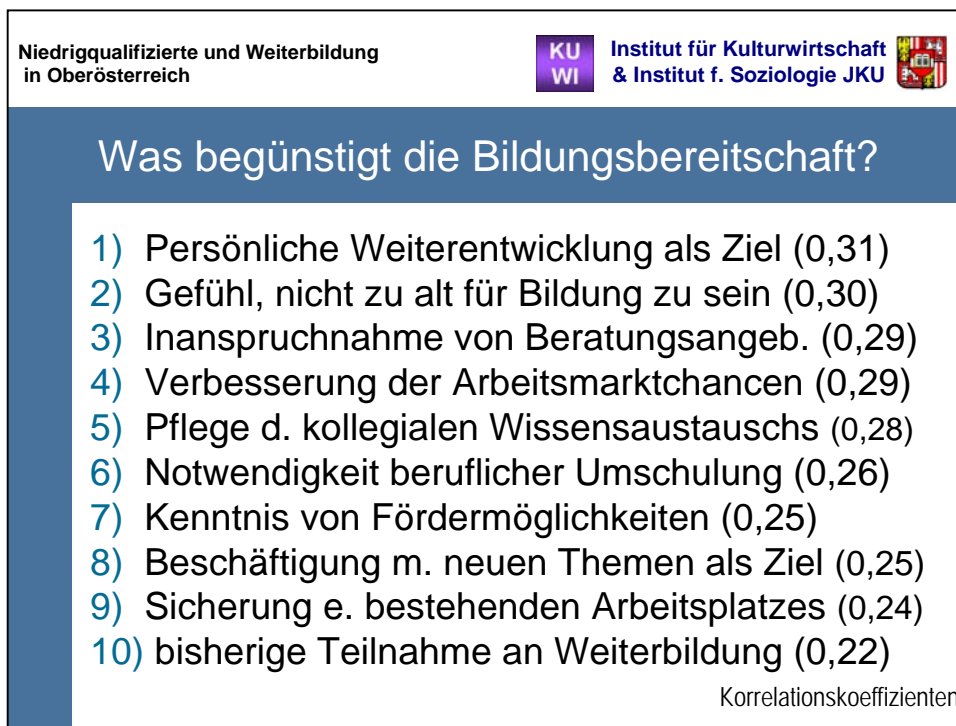 Niedrigqualifizierte und Weiterbildung
in Oberösterreich
KU
WI
Institut für Kulturwirtschaft
& Institut f. Soziologie JKU
Was begünstigt die Bildungsbereitschaft?
1) Persönliche Weiterentwicklung als Ziel (0,31)
2) Gefühl, nicht zu alt für Bildung zu sein (0,30)
3) Inanspruchnahme von Beratungsangeb. (0,29)
4) Verbesserung der Arbeitsmarktchancen (0,29)
5) Pflege d. kollegialen Wissensaustauschs (0,28)
6) Notwendigkeit beruflicher Umschulung (0,26)
7) Kenntnis von Fördermöglichkeiten (0,25)
8) Beschäftigung m. neuen Themen als Ziel (0,25)
9) Sicherung e. bestehenden Arbeitsplatzes (0,24)
10) bisherige Teilnahme an Weiterbildung (0,22)
Korrelationskoeffizienten